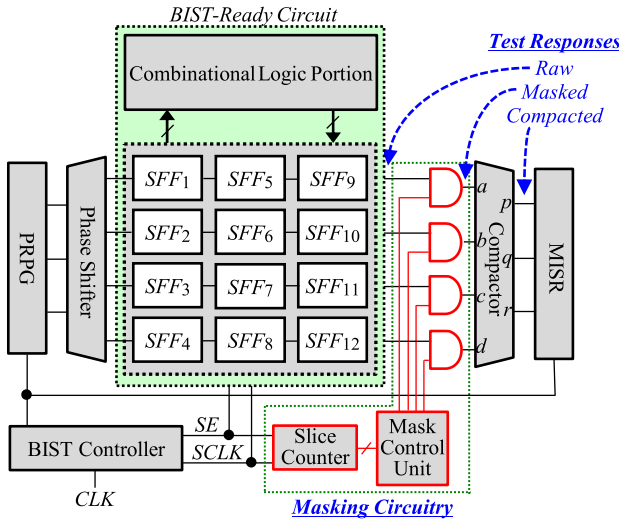 BIST-Ready Circuit
Test Responses
Raw
Masked
Compacted
Combinational Logic Portion
PRPG
Phase Shifter
SFF1 SFF5 SFF9
SFF2 SFF6 SFF10
SFF3 SFF7 SFF11
SFF4 SFF8 SFF12
a
b
c
d
Compactor
p
q
r
MISR
BIST Controller
SE
SCLK
CLK
Slice
Counter
Mask
Control
Unit
Masking Circuitry